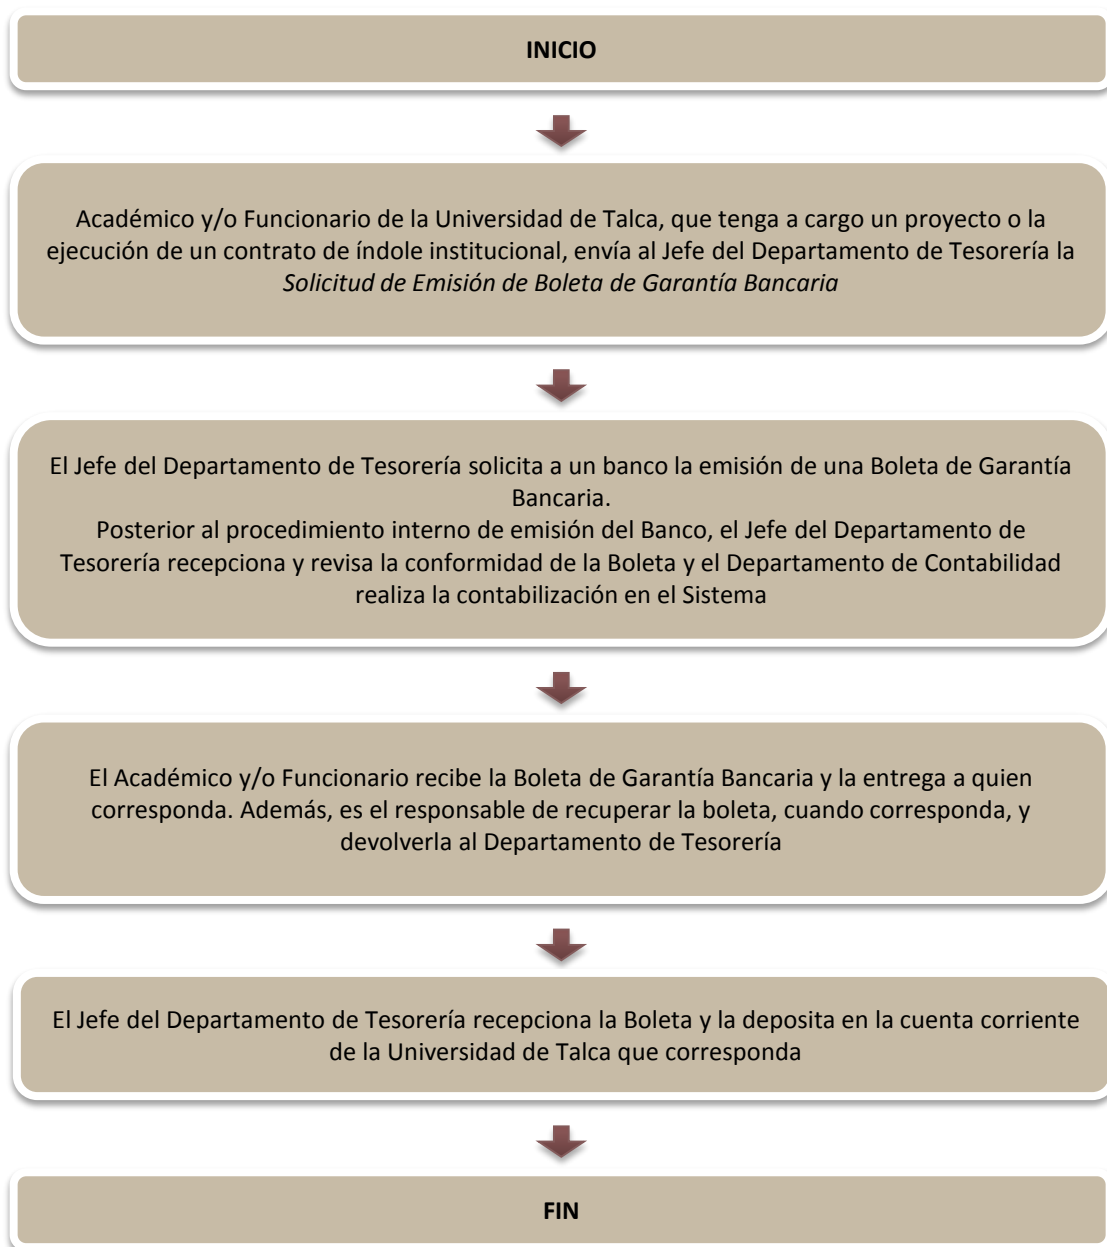 INICIO
Académico y/o Funcionario de la Universidad de Talca, que tenga a cargo un proyecto o la
ejecución de un contrato de índole institucional, envía al Jefe del Departamento de Tesorería la
Solicitud de Emisión de Boleta de Garantía Bancaria
El Jefe del Departamento de Tesorería solicita a un banco la emisión de una Boleta de Garantía
Bancaria.
Posterior al procedimiento interno de emisión del Banco, el Jefe del Departamento de
Tesorería recepciona y revisa la conformidad de la Boleta y el Departamento de Contabilidad
realiza la contabilización en el Sistema
El Académico y/o Funcionario recibe la Boleta de Garantía Bancaria y la entrega a quien
corresponda. Además, es el responsable de recuperar la boleta, cuando corresponda, y
devolverla al Departamento de Tesorería
El Jefe del Departamento de Tesorería recepciona la Boleta y la deposita en la cuenta corriente
de la Universidad de Talca que corresponda
FIN